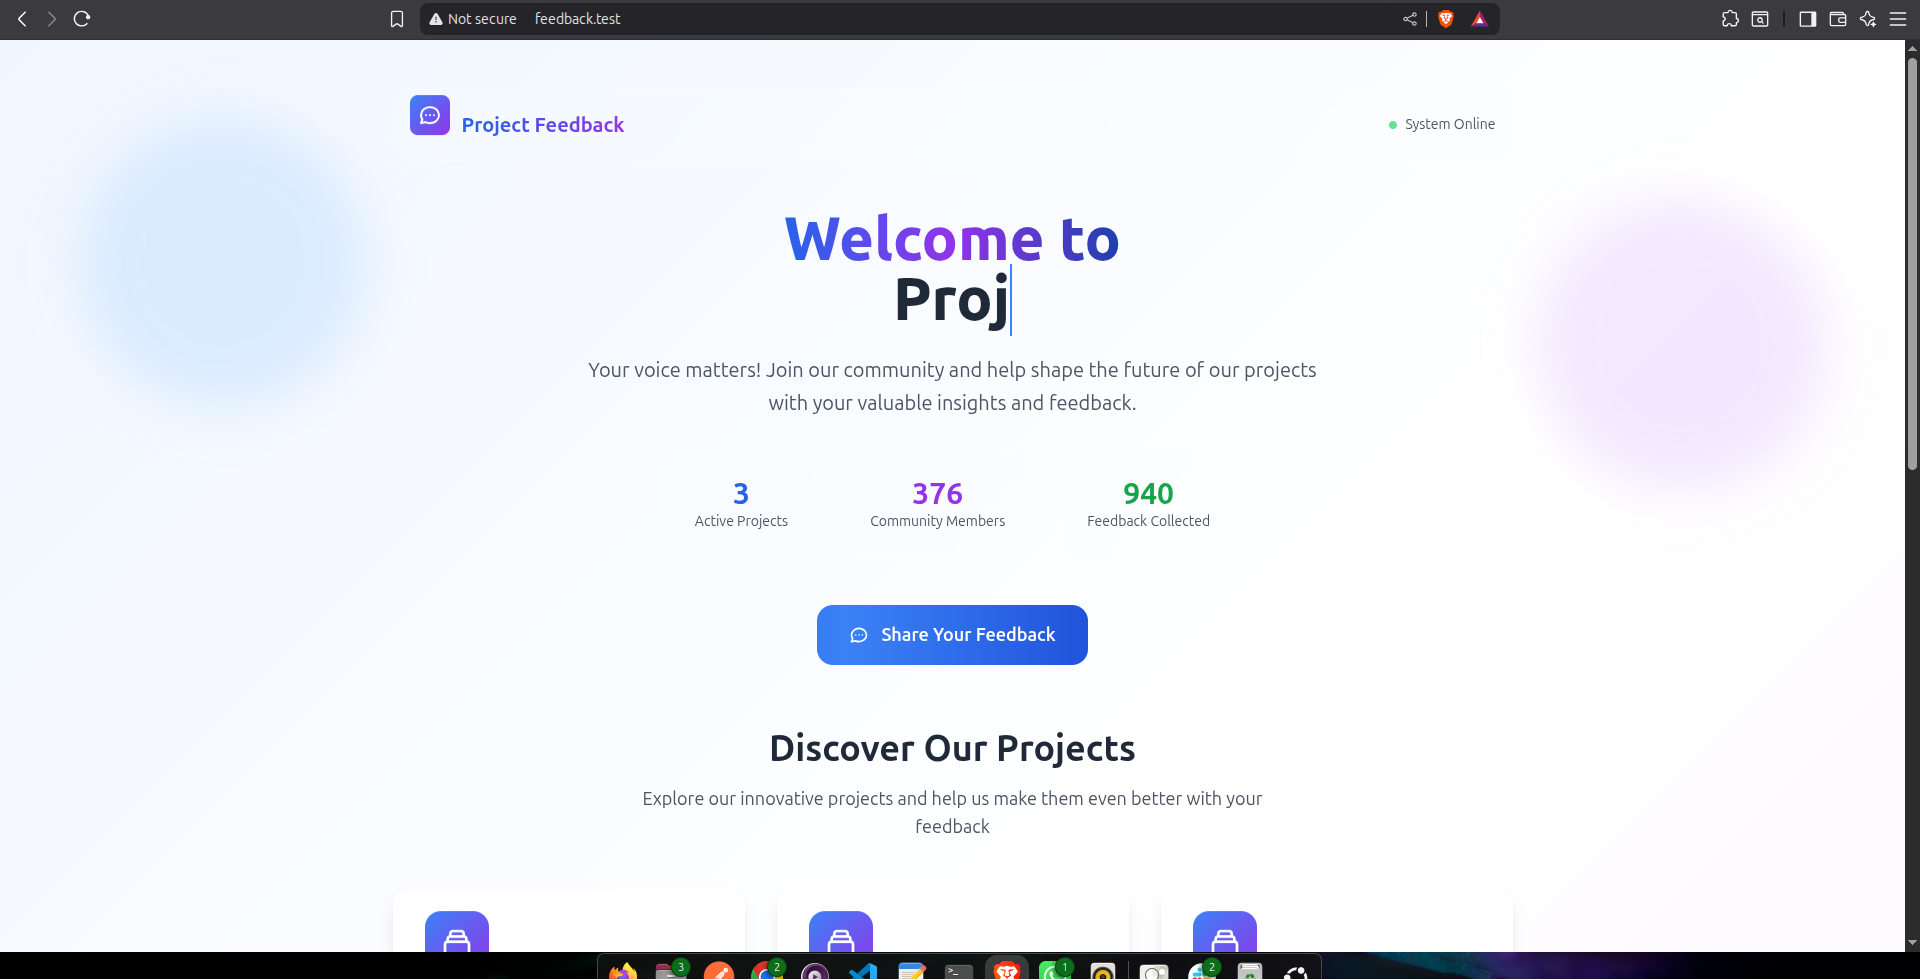 Not secure feedback.test
Project Feedback
System Online
Welcome to
Proj
Your voice matters! Join our community and help shape the future of our projects
with your valuable insights and feedback.
3 376 940
Active Projects Community Members Feedback Collected
Share Your Feedback
Discover Our Projects
Explore our innovative projects and help us make them even better with your
feedback
3 2 >_ 1 2